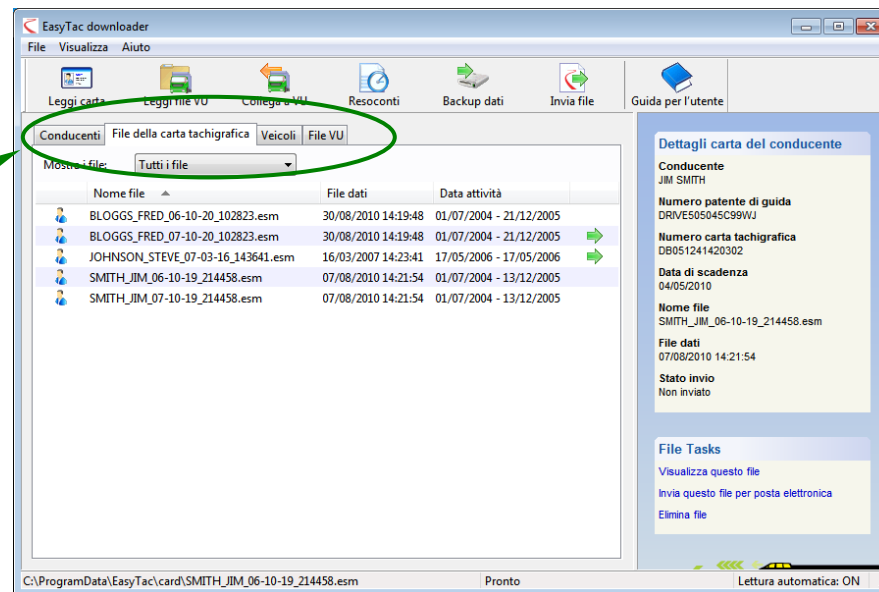 EasyTac downloader
File Visualizza Aiuto
Leggi carta Leggi file VU Collega a VU Resoconti Backup dati Invia file Guida per l'utente
Conducenti File della carta tachigrafica Veicoli File VU
Mostra i file: Tutti i file
Nome file File dati Data attività
BLOGGS_FRED_06-10-20_102823.esm 30/08/2010 14:19:48 01/07/2004 - 21/12/2005
BLOGGS_FRED_07-10-20_102823.esm 30/08/2010 14:19:48 01/07/2004 - 21/12/2005
JOHNSON_STEVE_07-03-16_143641.esm 16/03/2007 14:23:41 17/05/2006 - 17/05/2006
SMITH_JIM_06-10-19_214458.esm 07/08/2010 14:21:54 01/07/2004 - 13/12/2005
SMITH_JIM_07-10-19_214458.esm 07/08/2010 14:21:54 01/07/2004 - 13/12/2005
Dettagli carta del conducente
Conducente
JIM SMITH
Numero patente di guida
DRIVE505045C99WJ
Numero carta tachigrafica
DB051241420302
Data di scadenza
04/05/2010
Nome file
SMITH_JIM_06-10-19_214458.esm
File dati
07/08/2010 14:21:54
Stato invio
Non inviato
File Tasks
Visualizza questo file
Invia questo file per posta elettronica
Elimina file
C:\ProgramData\EasyTac\card\SMITH_JIM_06-10-19_214458.esm Pronto Lettura automatica: ON